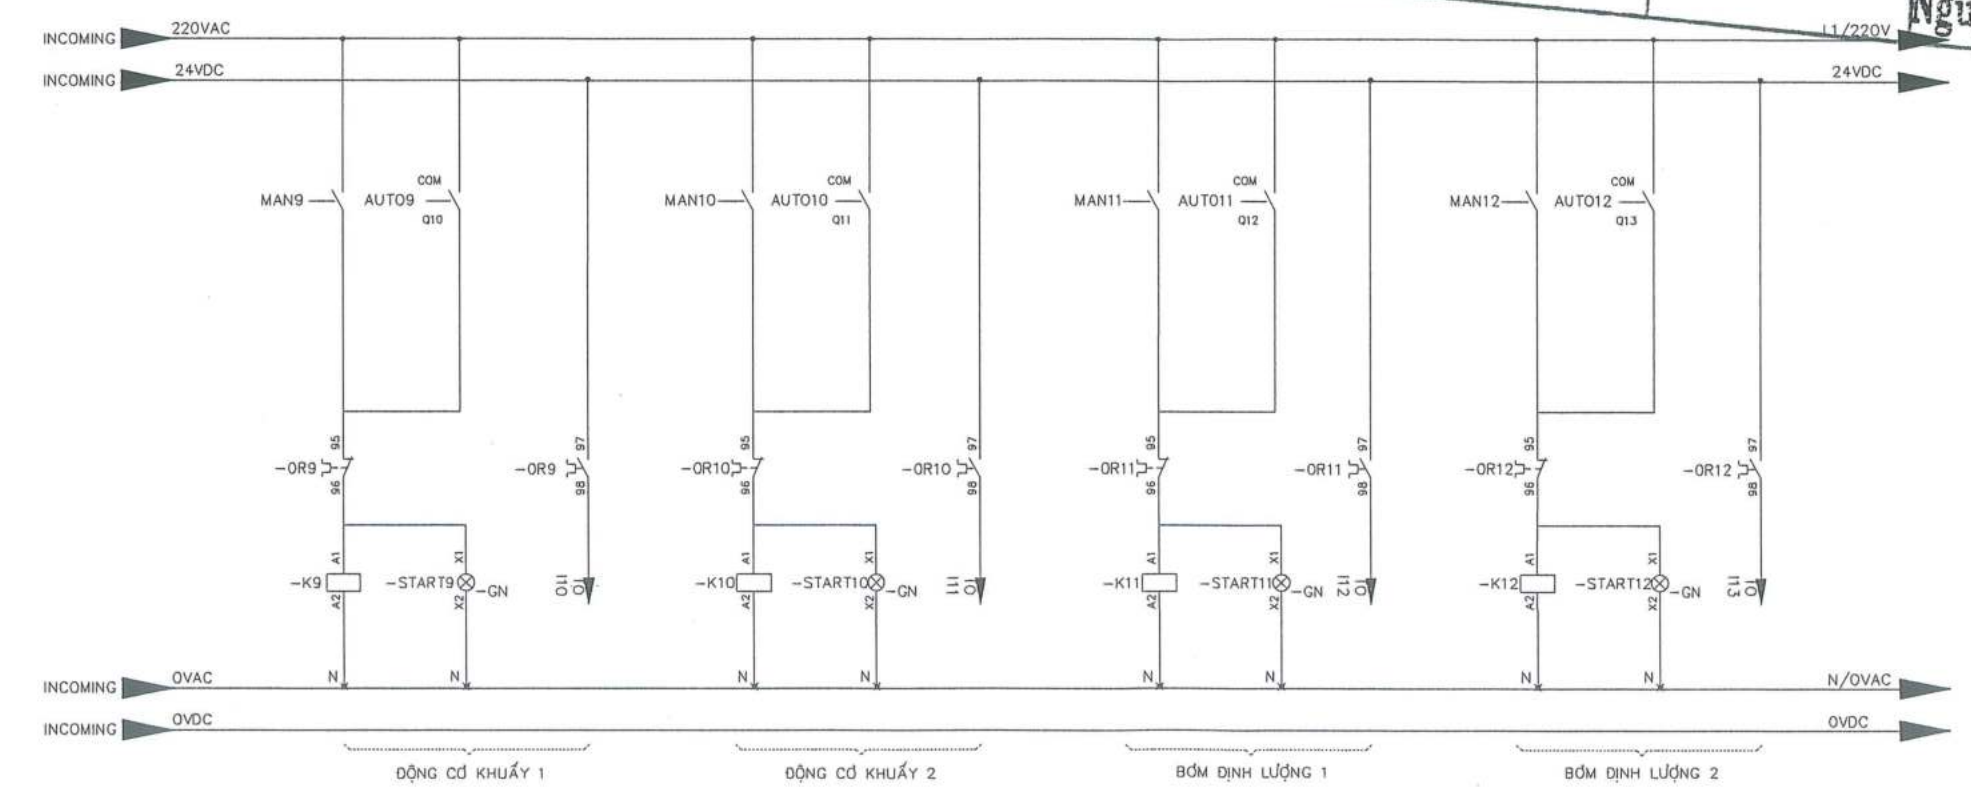 INCOMING 220VAC L1/220V
INCOMING 24VDC 24VDC
COM COM COM COM
MAN9 AUTO9 MAN10 AUTO10 MAN11 AUTO11 MAN12 AUTO12
Q10 Q11 Q12 Q13
95 97 95 97 95 97 95 97
-OR9 -OR9 -OR10 -OR10 -OR11 -OR11 -OR12 -OR12
96 98 96 98 96 98 96 98
A1 X1 A1 X1 A1 X1 A1 X1
-K9 -START9 -GN TO I10 -K10 -START10 -GN TO I11 -K11 -START11 -GN TO I12 -K12 -START12 -GN TO I13
A2 X2 A2 X2 A2 X2 A2 X2
N N N N N N N N
INCOMING 0VAC N/0VAC
INCOMING 0VDC 0VDC
ĐỘNG CƠ KHUẤY 1 ĐỘNG CƠ KHUẤY 2 BƠM ĐỊNH LƯỢNG 1 BƠM ĐỊNH LƯỢNG 2